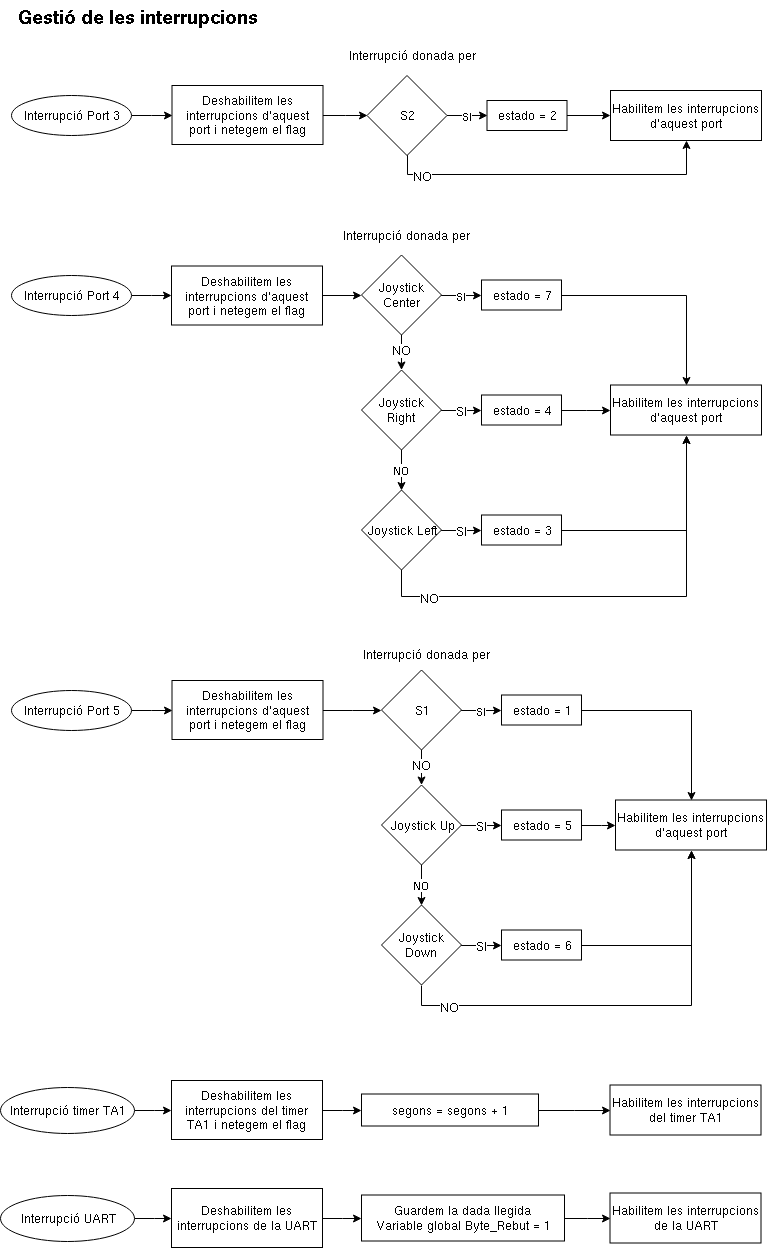 Gestió de les interrupcions
Interrupció donada per
Interrupció Port 3
Deshabilitem les
interrupcions d'aquest
port i netegem el flag
S2
SI
estado = 2
Habilitem les interrupcions
d'aquest port
NO
Interrupció donada per
Interrupció Port 4
Deshabilitem les
interrupcions d'aquest
port i netegem el flag
Joystick
Center
SI
estado = 7
NO
Joystick
Right
SI
estado = 4
Habilitem les interrupcions
d'aquest port
NO
Joystick Left
SI
estado = 3
NO
Interrupció donada per
Interrupció Port 5
Deshabilitem les
interrupcions d'aquest
port i netegem el flag
S1
SI
estado = 1
NO
Joystick Up
SI
estado = 5
Habilitem les interrupcions
d'aquest port
NO
Joystick
Down
SI
estado = 6
NO
Interrupció timer TA1
Deshabilitem les
interrupcions del timer
TA1 i netegem el flag
segons = segons + 1
Habilitem les interrupcions
del timer TA1
Interrupció UART
Deshabilitem les
interrupcions de la UART
Guardem la dada llegida
Variable global Byte_Rebut = 1
Habilitem les interrupcions
de la UART